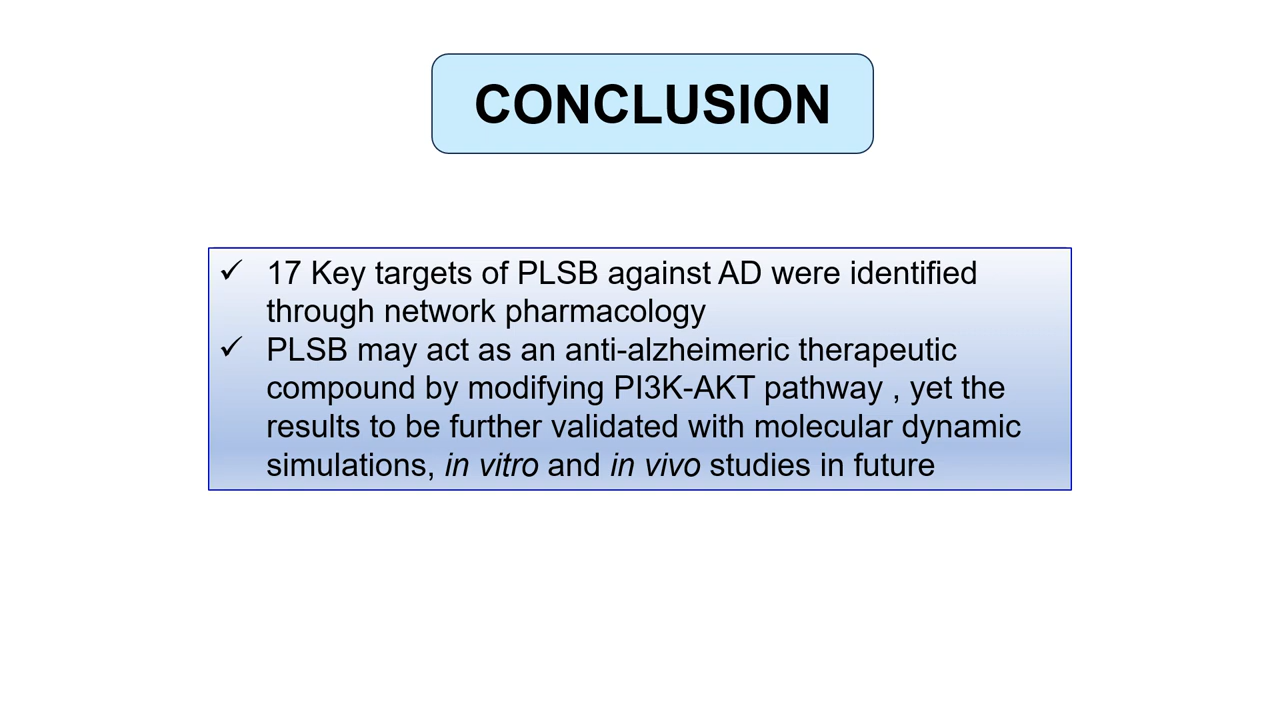 CONCLUSION
✓ 17 Key targets of PLSB against AD were identified
through network pharmacology
✓ PLSB may act as an anti-alzheimeric therapeutic
compound by modifying PI3K-AKT pathway , yet the
results to be further validated with molecular dynamic
simulations, in vitro and in vivo studies in future